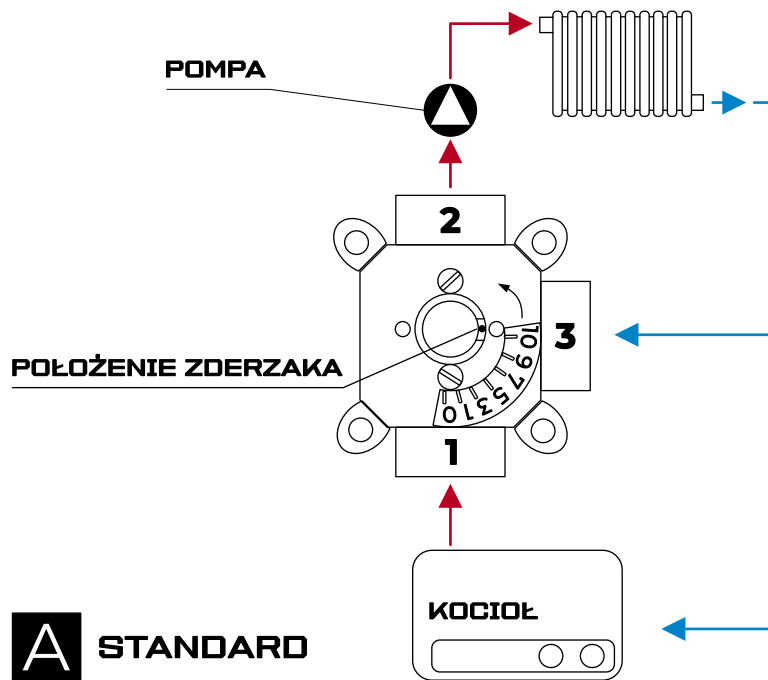 POMPA
2
3
POŁOŻENIE ZDERZAKA
0 1 3 5 7 9 10
1
KOCIOŁ
A STANDARD